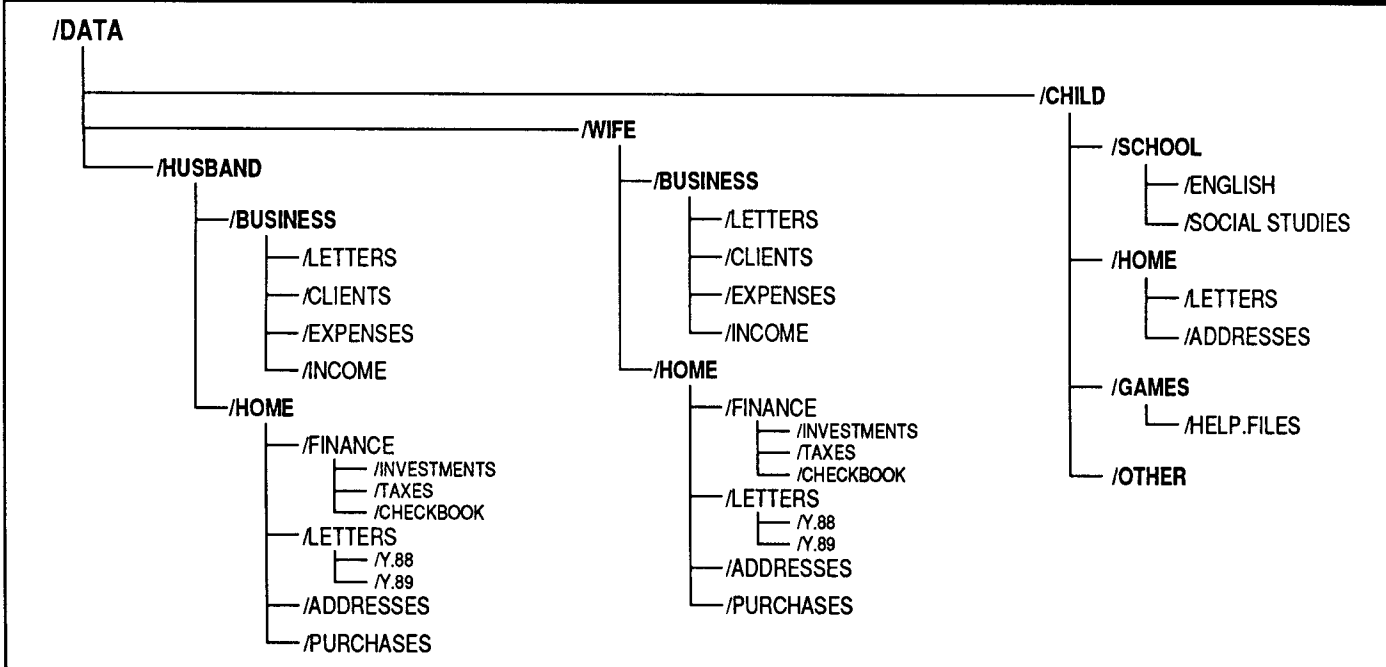 /DATA
/CHILD
/WIFE
/HUSBAND
/BUSINESS
/LETTERS
/CLIENTS
/EXPENSES
/INCOME
/HOME
/FINANCE
/INVESTMENTS
/TAXES
/CHECKBOOK
/LETTERS
/Y.88
/Y.89
/ADDRESSES
/PURCHASES
/BUSINESS
/LETTERS
/CLIENTS
/EXPENSES
/INCOME
/HOME
/FINANCE
/INVESTMENTS
/TAXES
/CHECKBOOK
/LETTERS
/Y.88
/Y.89
/ADDRESSES
/PURCHASES
/SCHOOL
/ENGLISH
/SOCIAL STUDIES
/HOME
/LETTERS
/ADDRESSES
/GAMES
/HELP.FILES
/OTHER